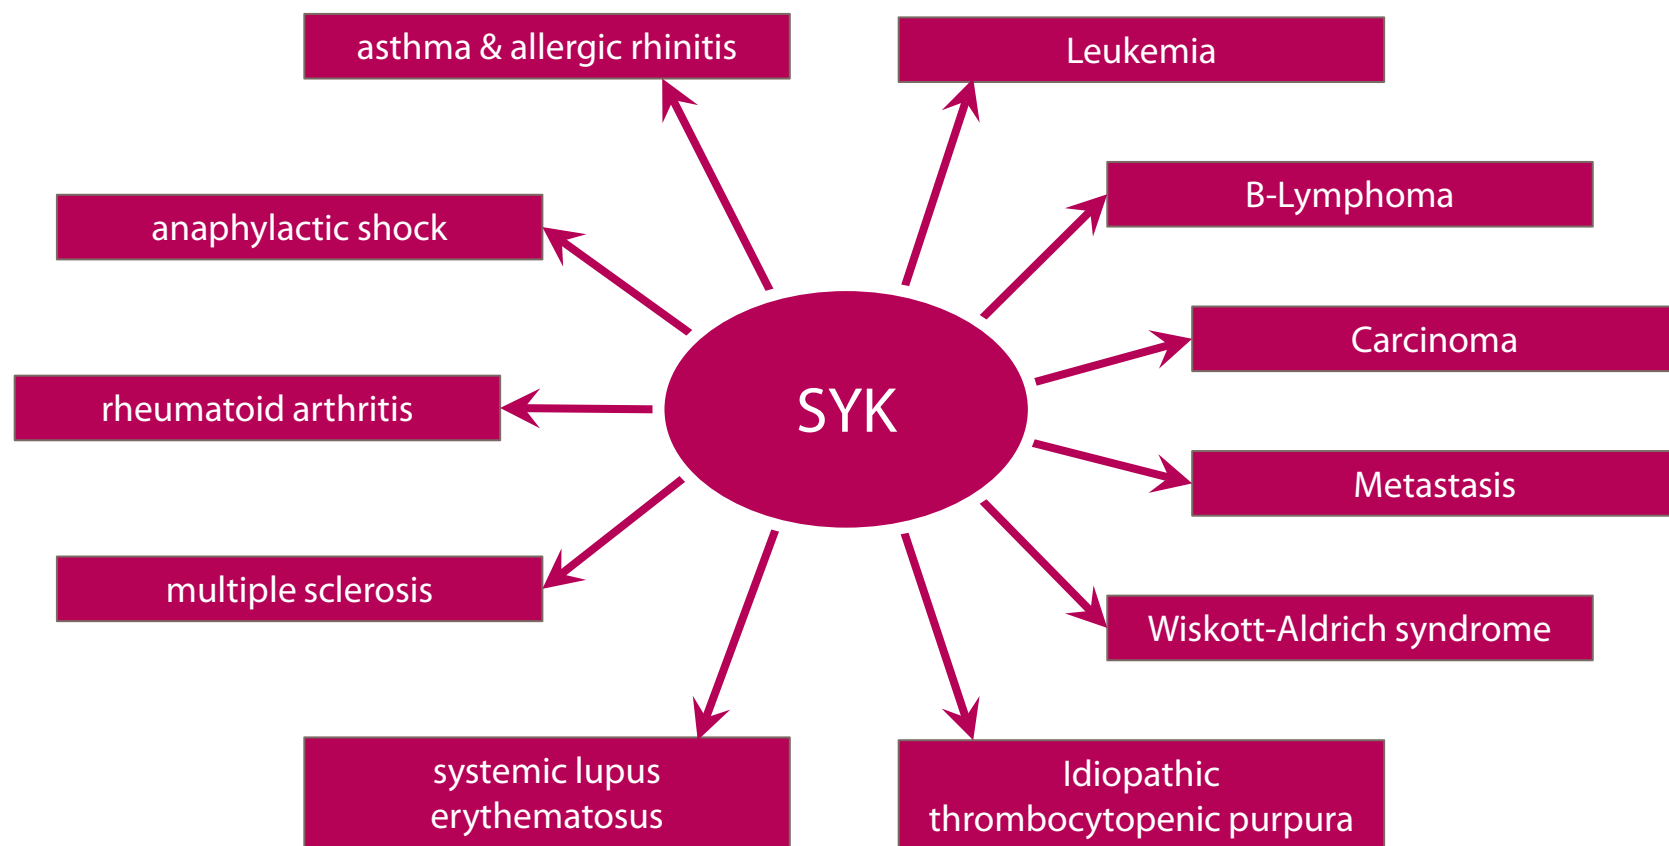 asthma & allergic rhinitis
Leukemia
anaphylactic shock
B-Lymphoma
Carcinoma
rheumatoid arthritis
SYK
Metastasis
multiple sclerosis
Wiskott-Aldrich syndrome
systemic lupus
erythematosus
Idiopathic
thrombocytopenic purpura